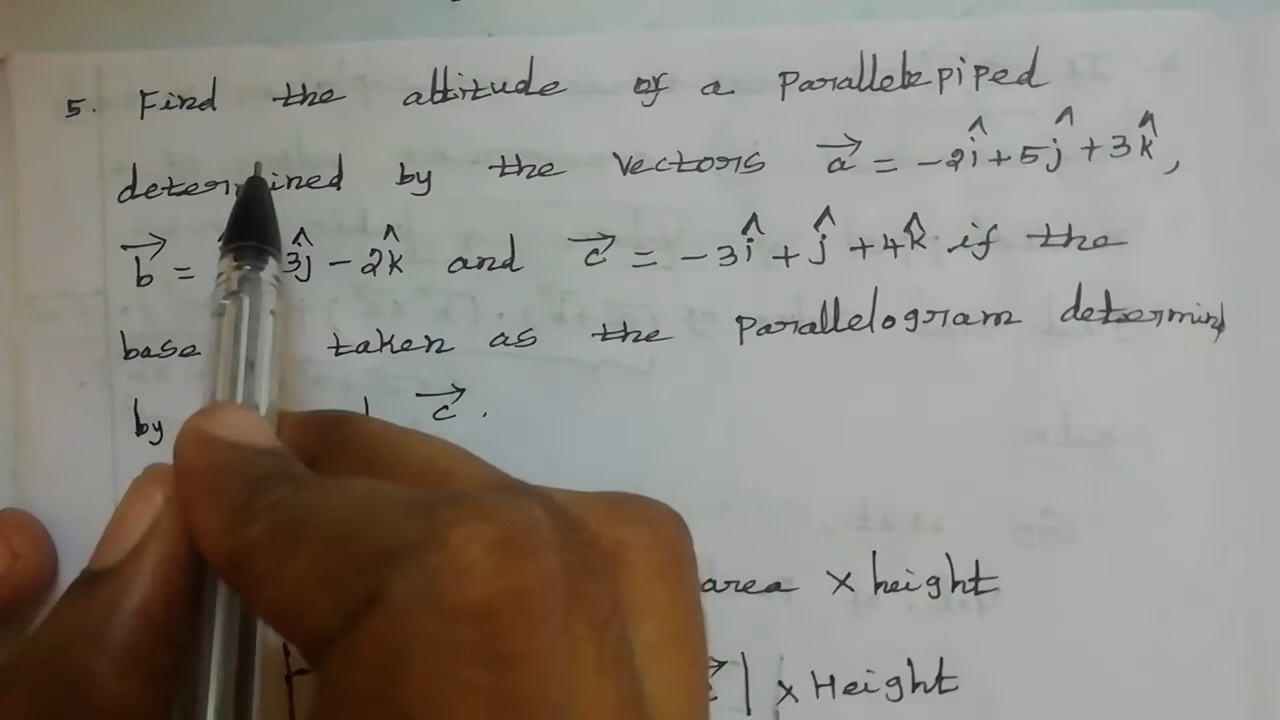 5. Find the altitude of a Parallelepiped
determined by the vectors a⃗ = -2î + 5ĵ + 3k̂,
b⃗ = 3ĵ - 2k̂ and c⃗ = -3î + ĵ + 4k̂ if the
base taken as the parallelogram determin
by c⃗.
area × height
| × Height